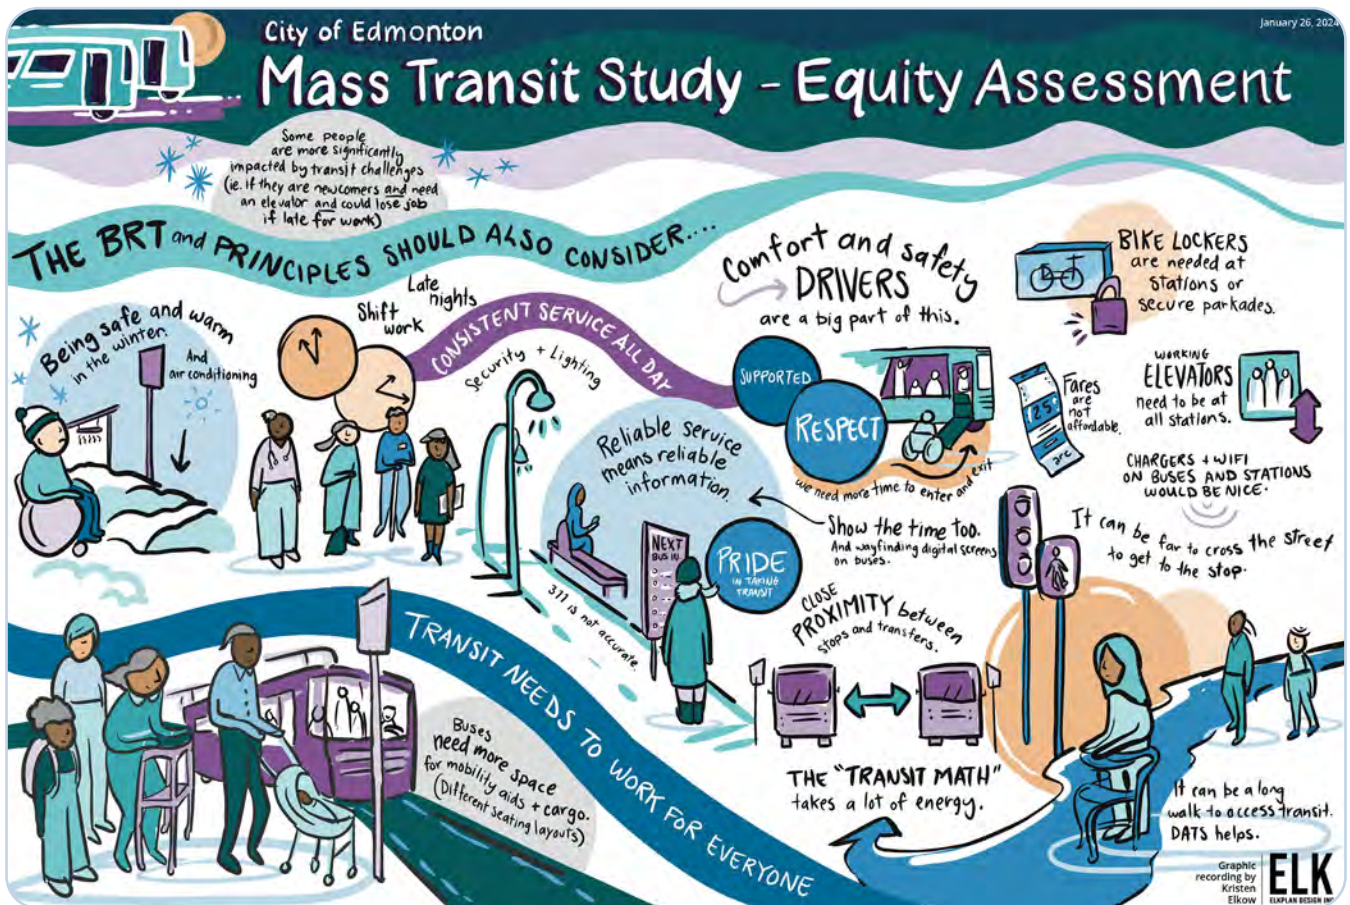 January 26, 2024
City of Edmonton
Mass Transit Study - Equity Assessment
Some people
are more significantly
impacted by transit challenges
(ie. if they are newcomers and need
an elevator and could lose job
if late for work)
THE BRT and PRINCIPLES SHOULD ALSO CONSIDER....
Being safe and warm
in the winter.
And
air conditioning
Shift
work
Late
nights
CONSISTENT SERVICE ALL DAY
Security + Lighting
Comfort and safety
DRIVERS
are a big part of this.
SUPPORTED
RESPECT
we need more time to enter and exit
BIKE LOCKERS
are needed at
stations or
secure parkades.
Fares
are
not
affordable.
25
arc
WORKING
ELEVATORS
need to be at
all stations.
CHARGERS + WIFI
ON BUSES AND STATIONS
WOULD BE NICE.
Reliable service
means reliable
information.
Show the time too.
And wayfinding digital screens
on buses.
NEXT
BUS IN
PRIDE
IN TAKING
TRANSIT
311 is not accurate.
It can be far to cross the street
to get to the stop.
CLOSE
PROXIMITY between
stops and transfers.
THE "TRANSIT MATH"
takes a lot of energy.
TRANSIT NEEDS TO WORK FOR EVERYONE
Buses
need more space
for mobility aids + cargo.
(Different seating layouts)
It can be a long
walk to access transit.
DATS helps.
Graphic
recording by
Kristen
Elkow
ELK
ELKPLAN DESIGN INC